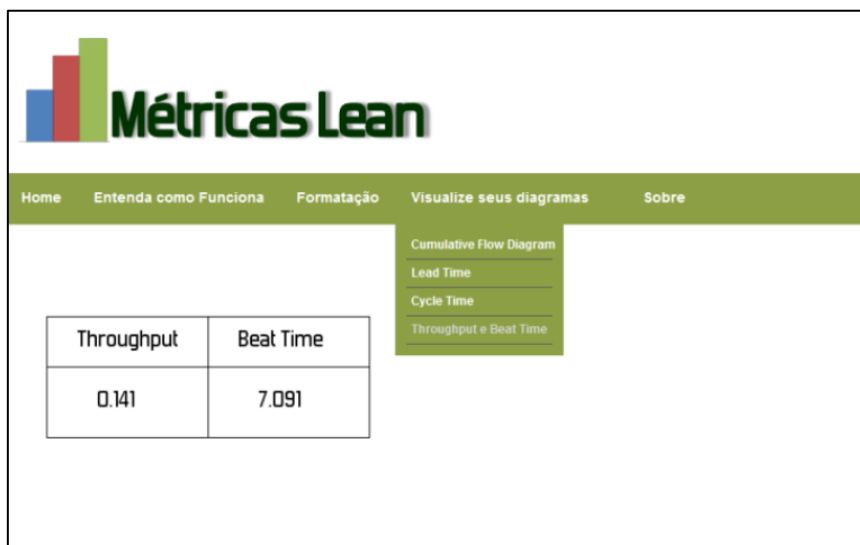 Métricas Lean
Home Entenda como Funciona Formatação Visualize seus diagramas Sobre
Cumulative Flow Diagram
Lead Time
Cycle Time
Throughput e Beat Time
Throughput Beat Time
0.141 7.091